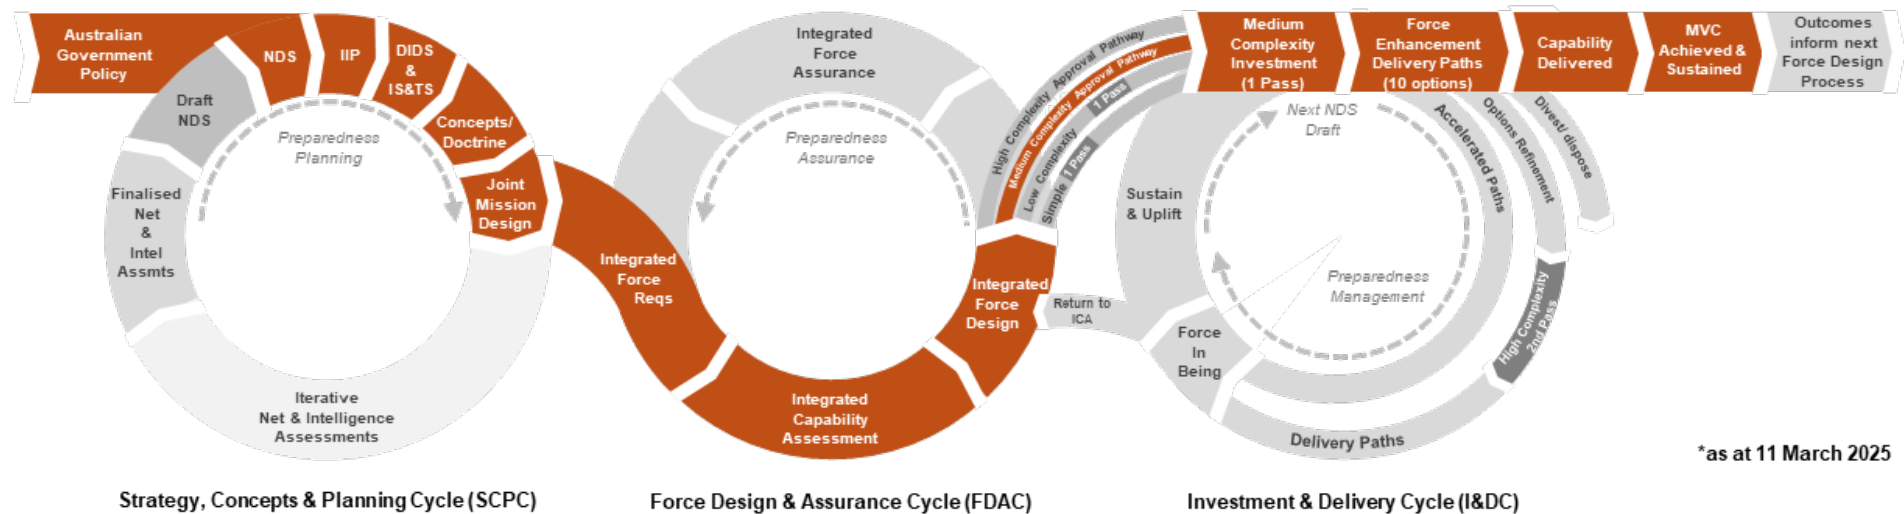 Australian
Government
Policy
NDS
IIP
DIDS
&
IS&TS
Concepts/
Doctrine
Joint
Mission
Design
Draft
NDS
Finalised
Net
&
Intel
Assmts
Iterative
Net & Intelligence
Assessments
Preparedness
Planning
Integrated
Force
Reqs
Integrated
Capability
Assessment
Integrated
Force
Design
Integrated
Force
Assurance
Preparedness
Assurance
High Complexity Approval Pathway
Medium Complexity Approval Pathway
Low Complexity
1 Pass
Simple
1 Pass
Medium
Complexity
Investment
(1 Pass)
Force
Enhancement
Delivery Paths
(10 options)
Capability
Delivered
MVC
Achieved &
Sustained
Outcomes
inform next
Force Design
Process
Next NDS
Draft
Accelerated Paths
Options Refinement
Divest/ dispose
Sustain
& Uplift
Preparedness
Management
Return to
ICA
Force
In
Being
High Complexity
2nd Pass
Delivery Paths
*as at 11 March 2025
Strategy, Concepts & Planning Cycle (SCPC)
Force Design & Assurance Cycle (FDAC)
Investment & Delivery Cycle (I&DC)